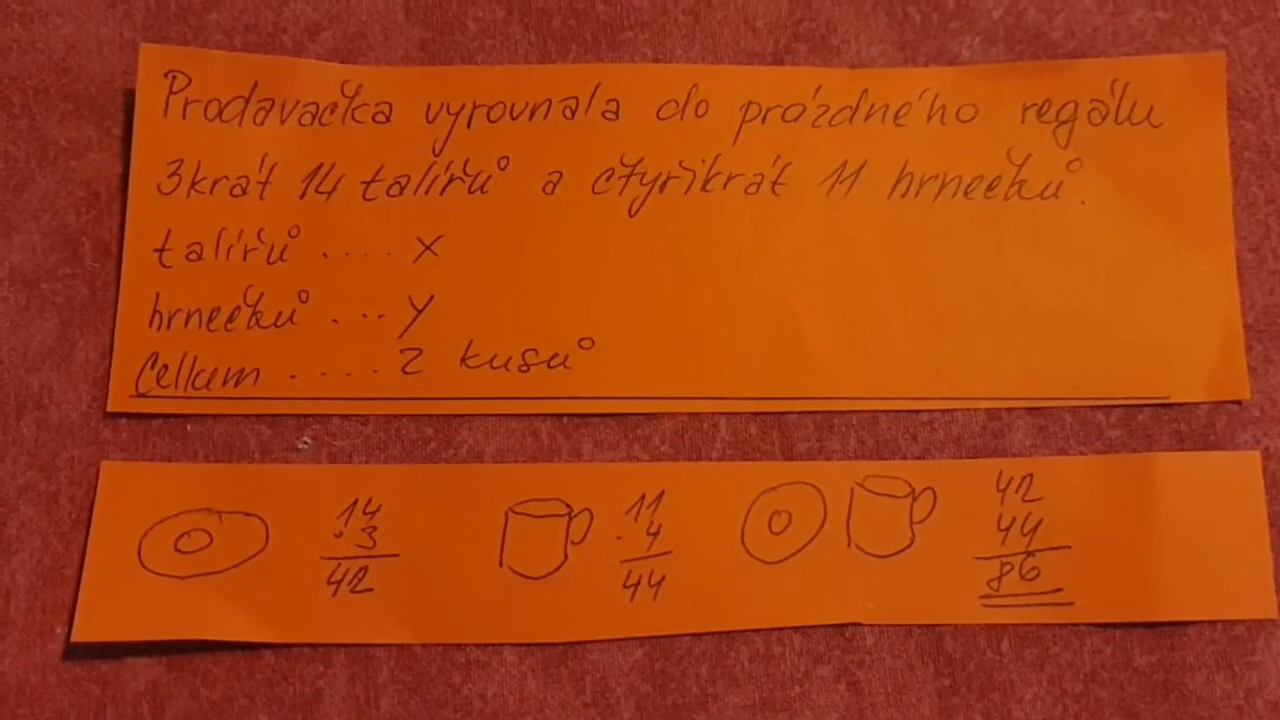 Prodavačka vyrovnala do prázdného regálu
3krát 14 talířů a čtyřikrát 11 hrnečků.
talířů .... x
hrnečků ... y
Celkem .... z kusů
14
. 3
42
11
. 4
44
42
44
86